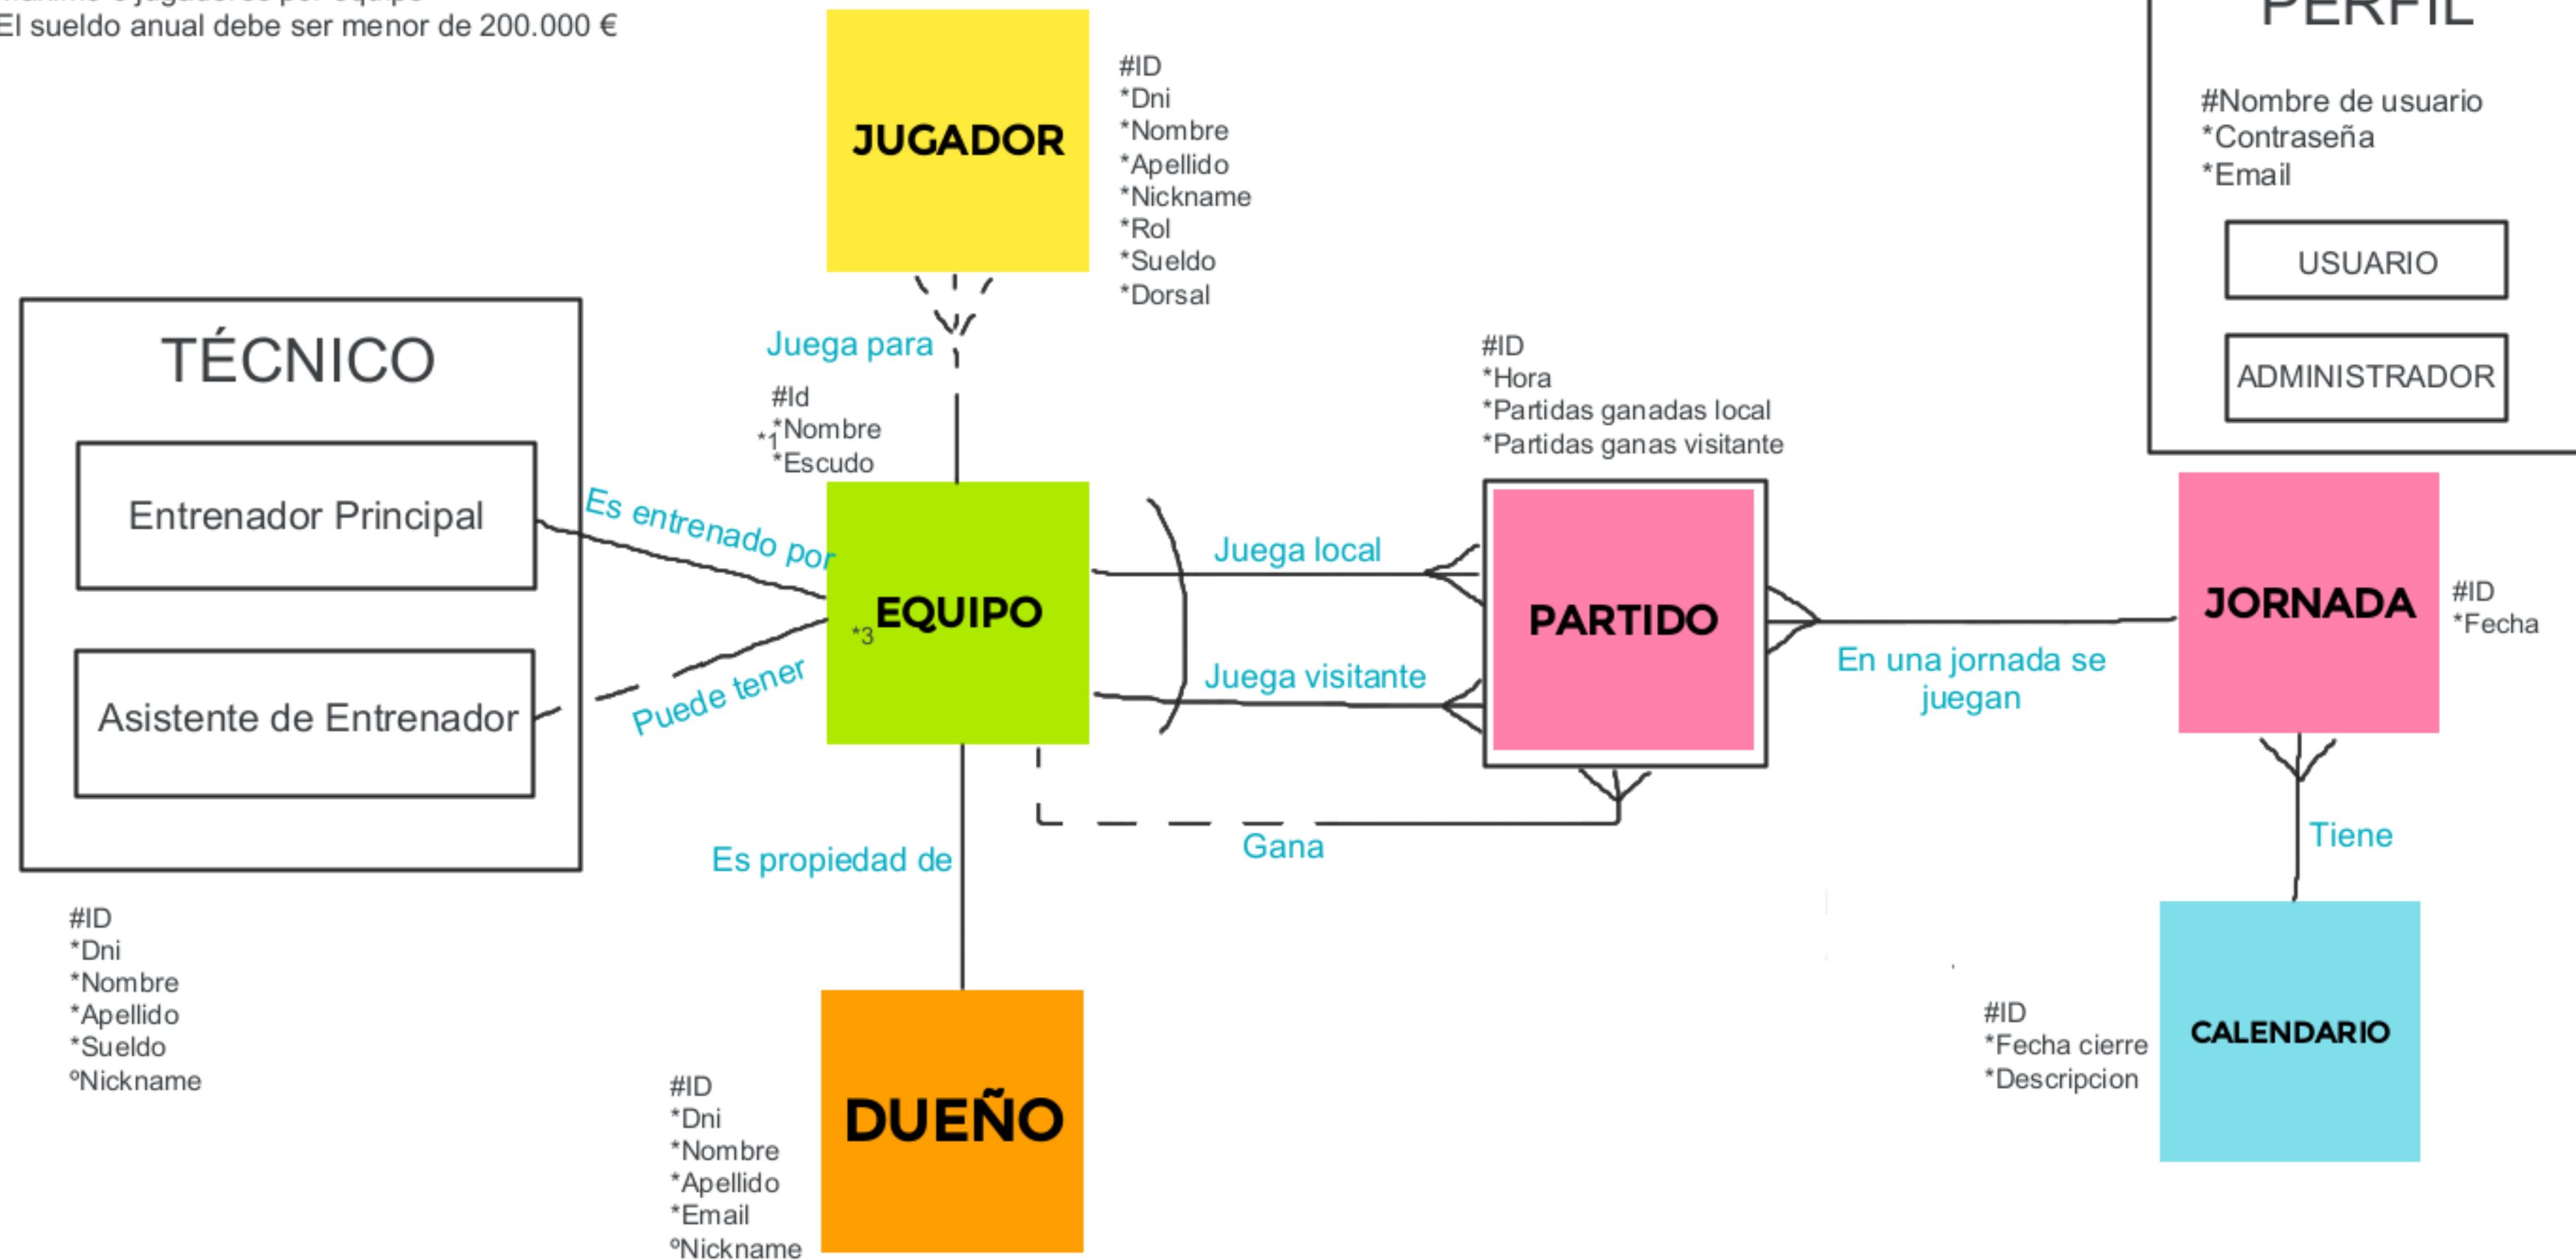 El sueldo anual debe ser menor de 200.000 €
PERFIL
#Nombre de usuario
*Contraseña
*Email
USUARIO
ADMINISTRADOR
JUGADOR
#ID
*Dni
*Nombre
*Apellido
*Nickname
*Rol
*Sueldo
*Dorsal
Juega para
TÉCNICO
Entrenador Principal
Asistente de Entrenador
#ID
*Dni
*Nombre
*Apellido
*Sueldo
ºNickname
Es entrenado por
Puede tener
#Id
*Nombre
*1
*Escudo
EQUIPO
*3
Juega local
Juega visitante
Gana
#ID
*Hora
*Partidas ganadas local
*Partidas ganas visitante
PARTIDO
En una jornada se
juegan
JORNADA
#ID
*Fecha
Tiene
Es propiedad de
DUEÑO
#ID
*Dni
*Nombre
*Apellido
*Email
ºNickname
#ID
*Fecha cierre
*Descripcion
CALENDARIO